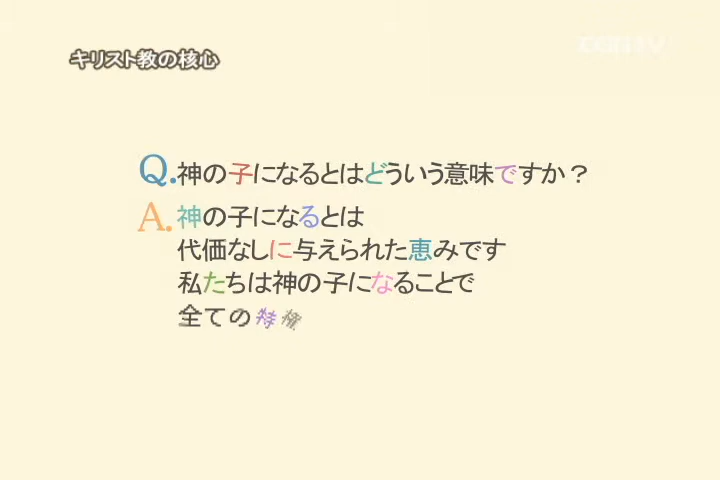 キリスト教の核心
Q.神の子になるとはどういう意味ですか？
A.神の子になるとは
代価なしに与えられた恵みです
私たちは神の子になることで
全ての特権